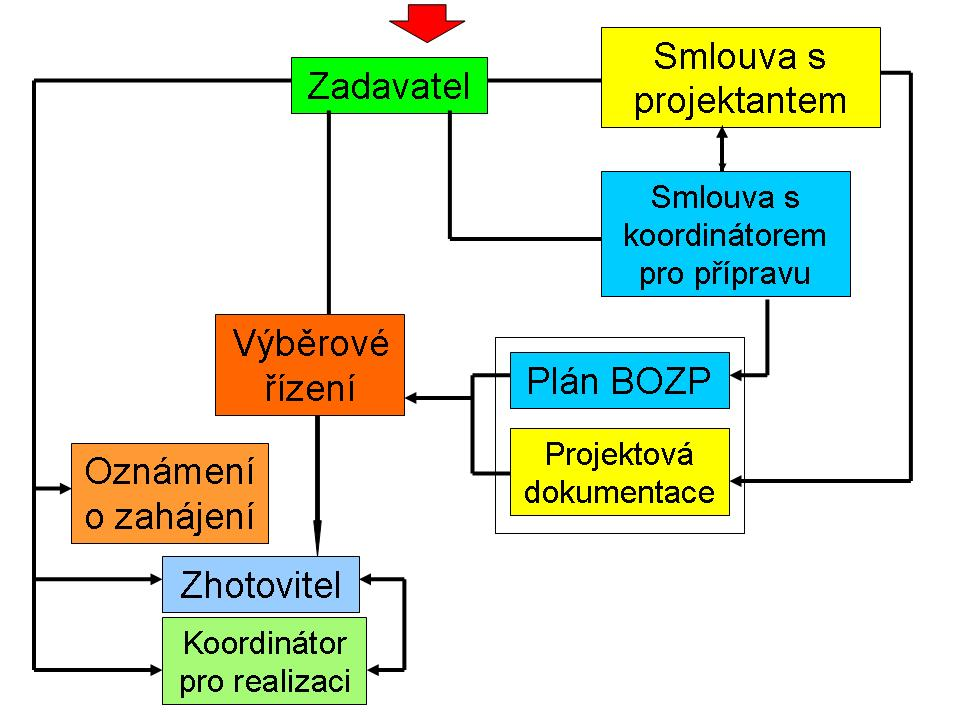 Zadavatel
Smlouva s
projektantem
Smlouva s
koordinátorem
pro přípravu
Výběrové
řízení
Plán BOZP
Projektová
dokumentace
Oznámení
o zahájení
Zhotovitel
Koordinátor
pro realizaci